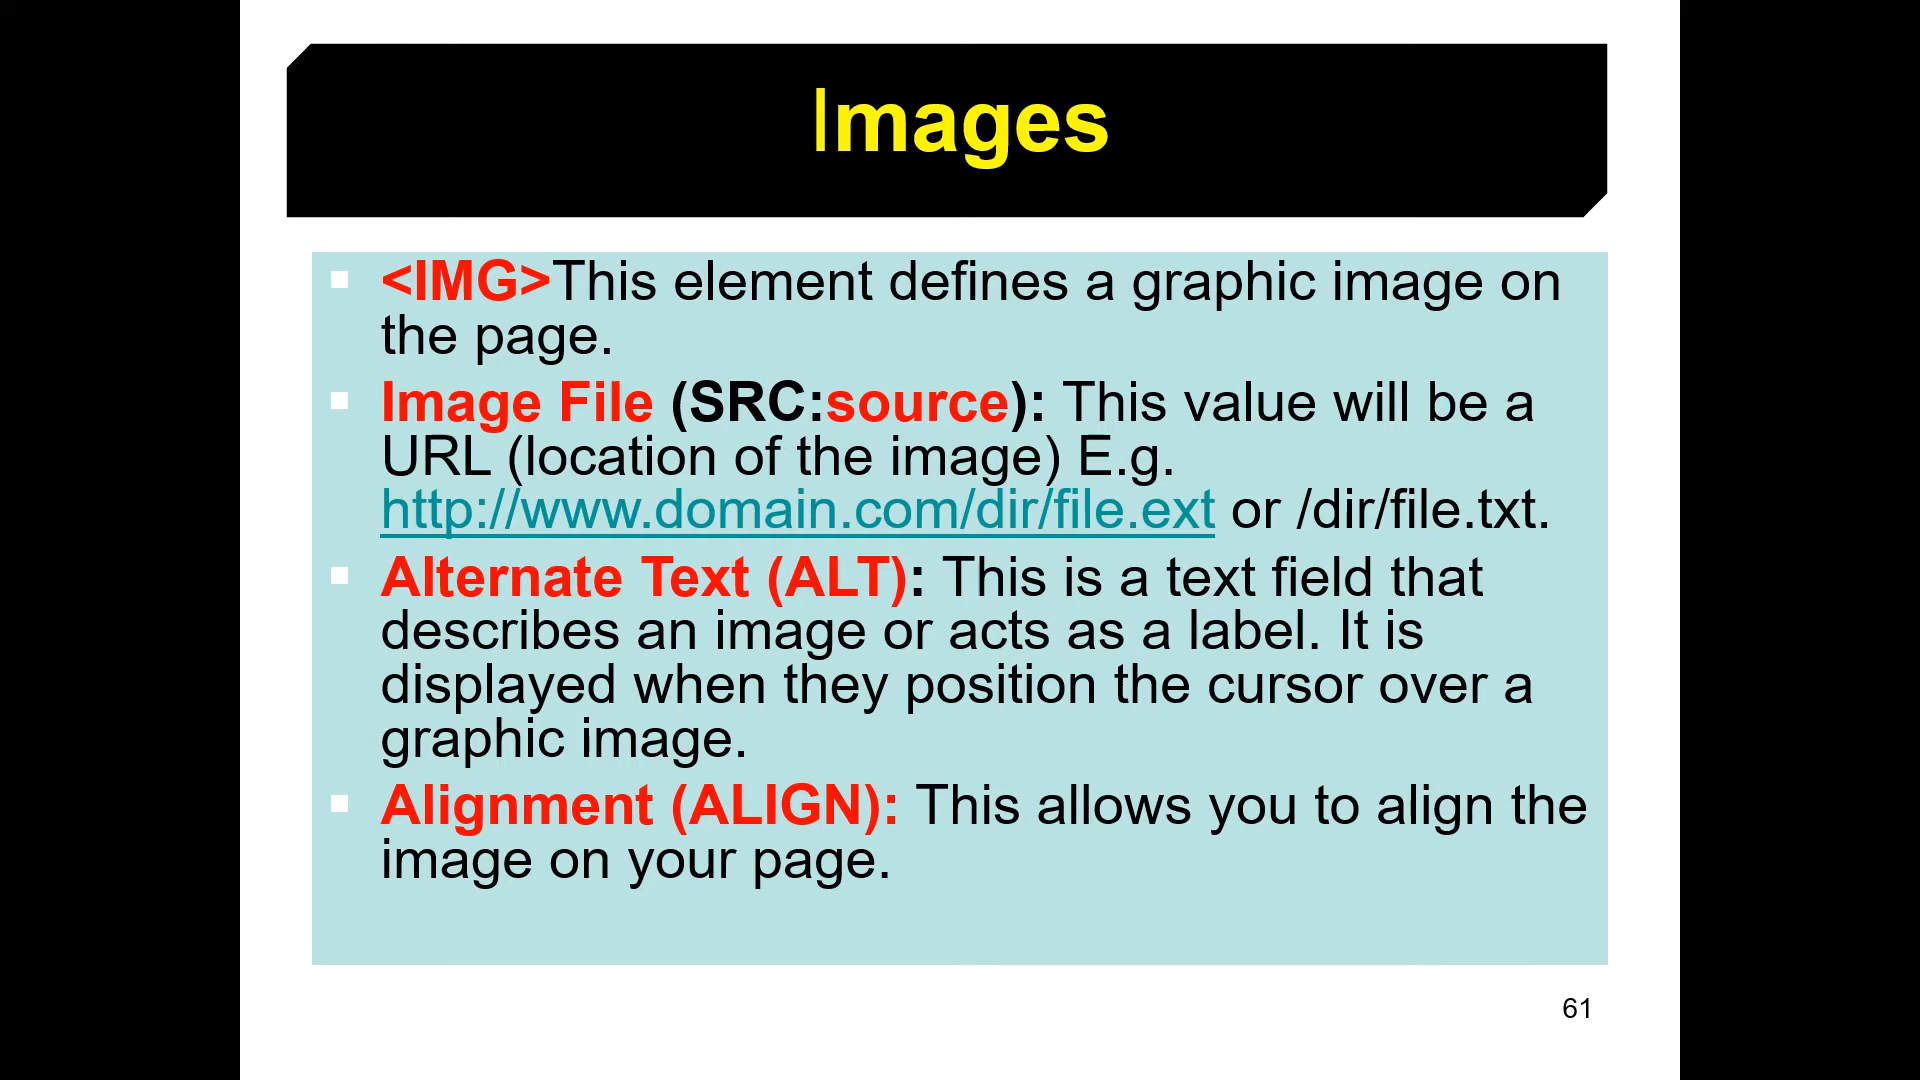 Images
<IMG>This element defines a graphic image on
the page.
Image File (SRC:source): This value will be a
URL (location of the image) E.g.
http://www.domain.com/dir/file.ext or /dir/file.txt.
Alternate Text (ALT): This is a text field that
describes an image or acts as a label. It is
displayed when they position the cursor over a
graphic image.
Alignment (ALIGN): This allows you to align the
image on your page.
61